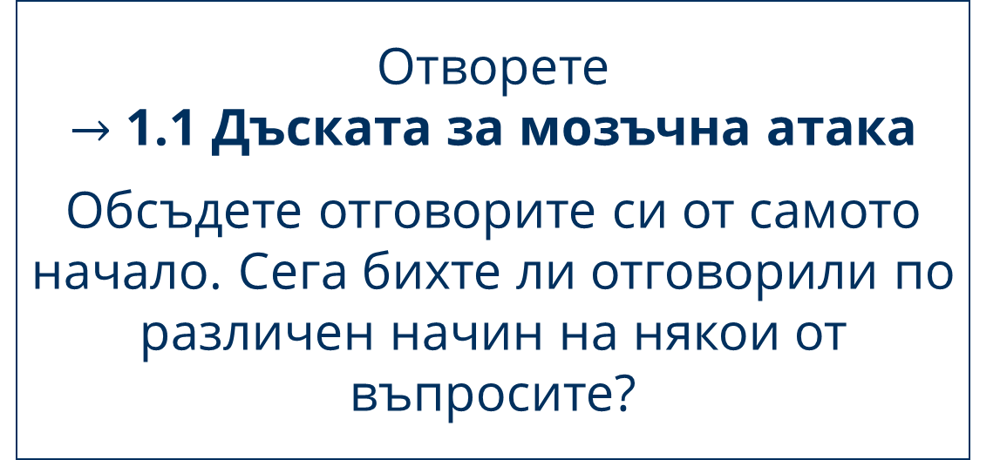 Отворете
→ 1.1 Дъската за мозъчна атака
Обсъдете отговорите си от самото
начало. Сега бихте ли отговорили по
различен начин на някои от
въпросите?